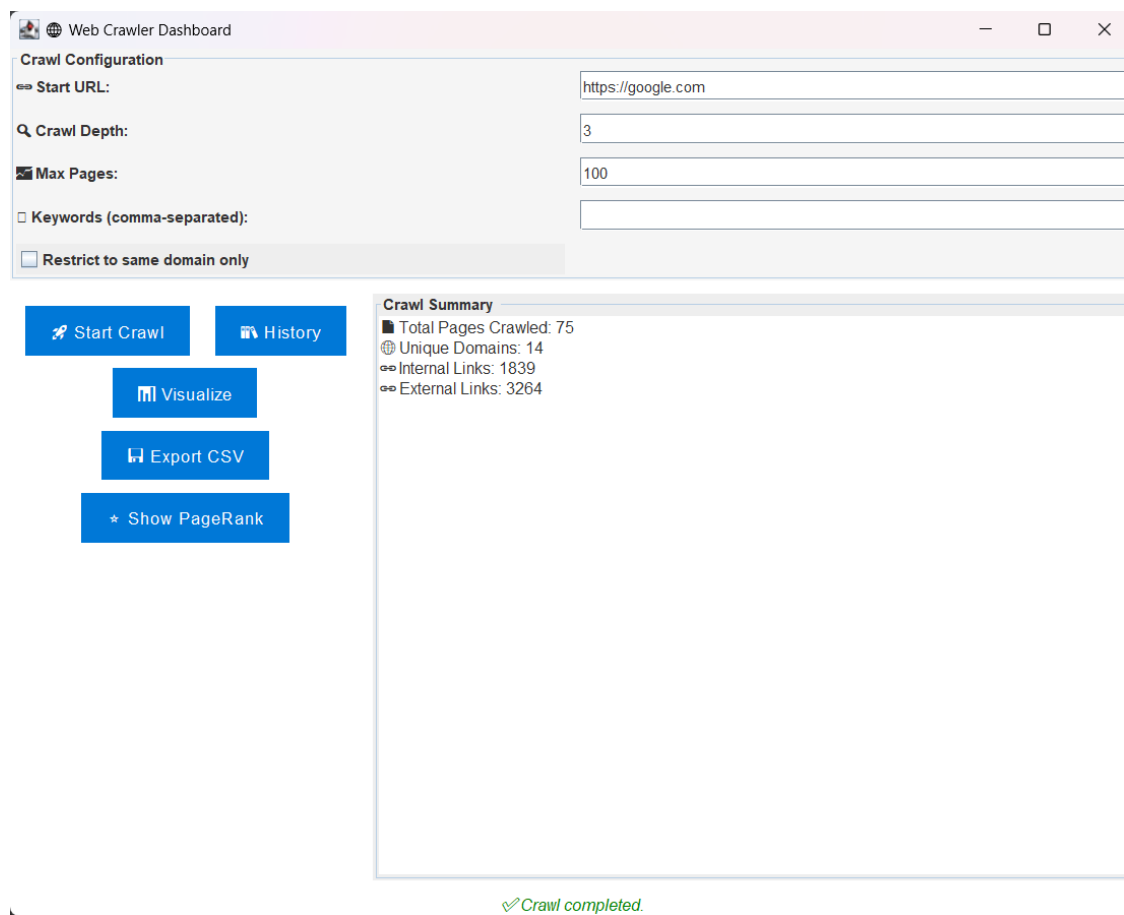 Web Crawler Dashboard
Crawl Configuration
Start URL: https://google.com
Crawl Depth: 3
Max Pages: 100
Keywords (comma-separated):
Restrict to same domain only
Start Crawl
History
Visualize
Export CSV
Show PageRank
Crawl Summary
Total Pages Crawled: 75
Unique Domains: 14
Internal Links: 1839
External Links: 3264
Crawl completed.